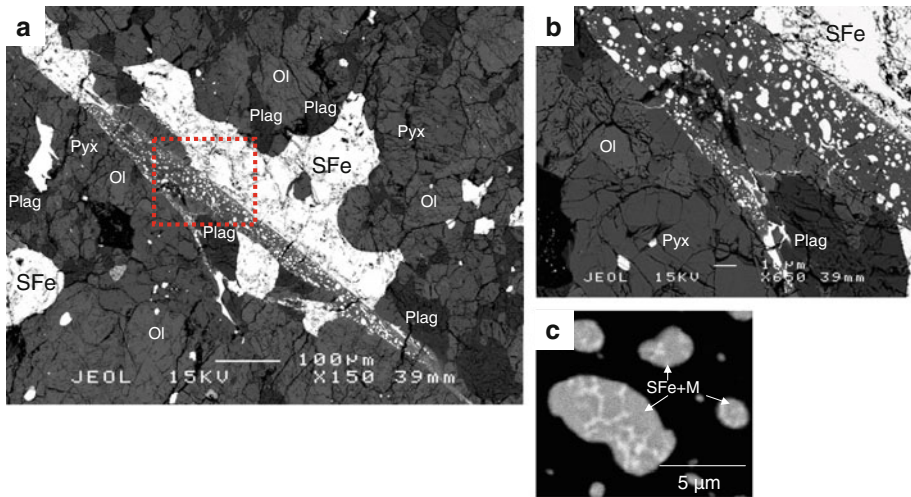 a
Ol
SFe
Plag
Plag
Pyx
Pyx
SFe
Ol
Ol
Plag
Plag
SFe
Plag
Ol
100µm
JEOL 15KV X150 39mm
b
SFe
Ol
Plag
Pyx
JEOL 15KV X650 39mm
c
SFe+M
5 µm